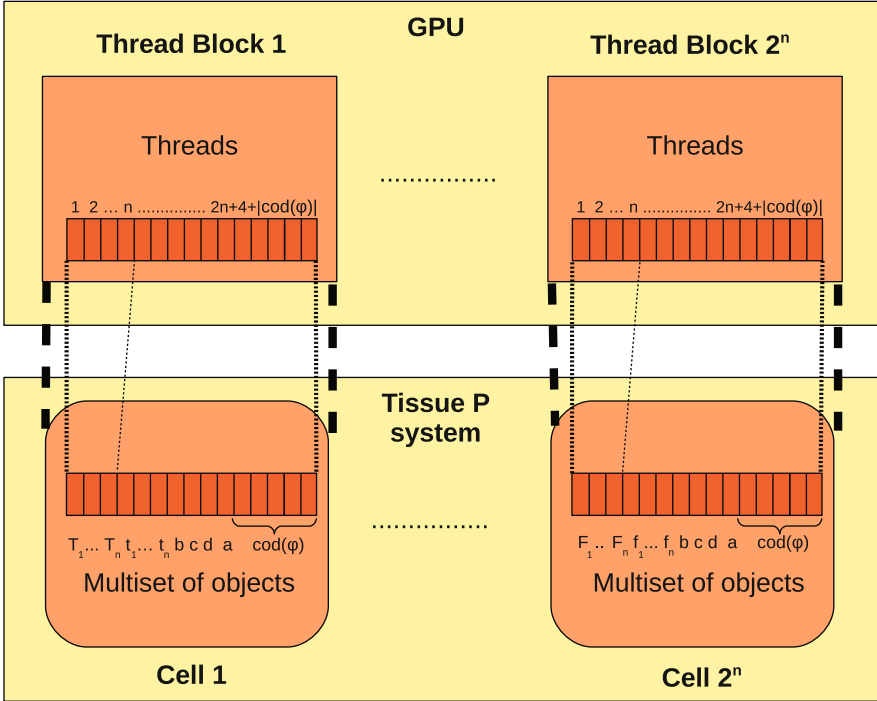 GPU
Thread Block 1
Thread Block 2ⁿ
Threads
Threads
................
1 2 ... n .............. 2n+4+|cod(φ)|
1 2 ... n .............. 2n+4+|cod(φ)|
Tissue P
system
................
T₁... Tₙ t₁... tₙ b c d a cod(φ)
F₁.. Fₙ f₁... fₙ b c d a cod(φ)
Multiset of objects
Multiset of objects
Cell 1
Cell 2ⁿ